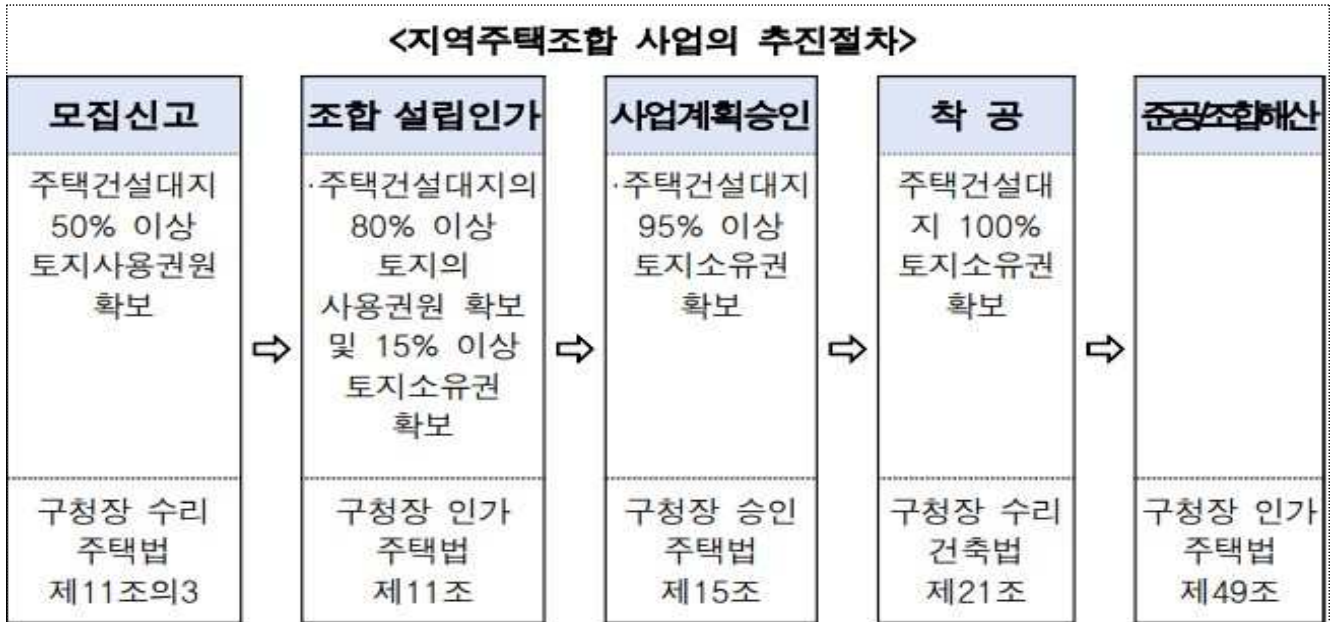 <지역주택조합 사업의 추진절차>
모집신고
주택건설대지
50% 이상
토지사용권원
확보
구청장 수리
주택법
제11조의3
⇨
조합 설립인가
·주택건설대지의
80% 이상
토지의
사용권원 확보
및 15% 이상
토지소유권
확보
구청장 인가
주택법
제11조
⇨
사업계획승인
·주택건설대지
95% 이상
토지소유권
확보
구청장 승인
주택법
제15조
⇨
착 공
주택건설대
지 100%
토지소유권
확보
구청장 수리
건축법
제21조
⇨
준공/조합해산
구청장 인가
주택법
제49조